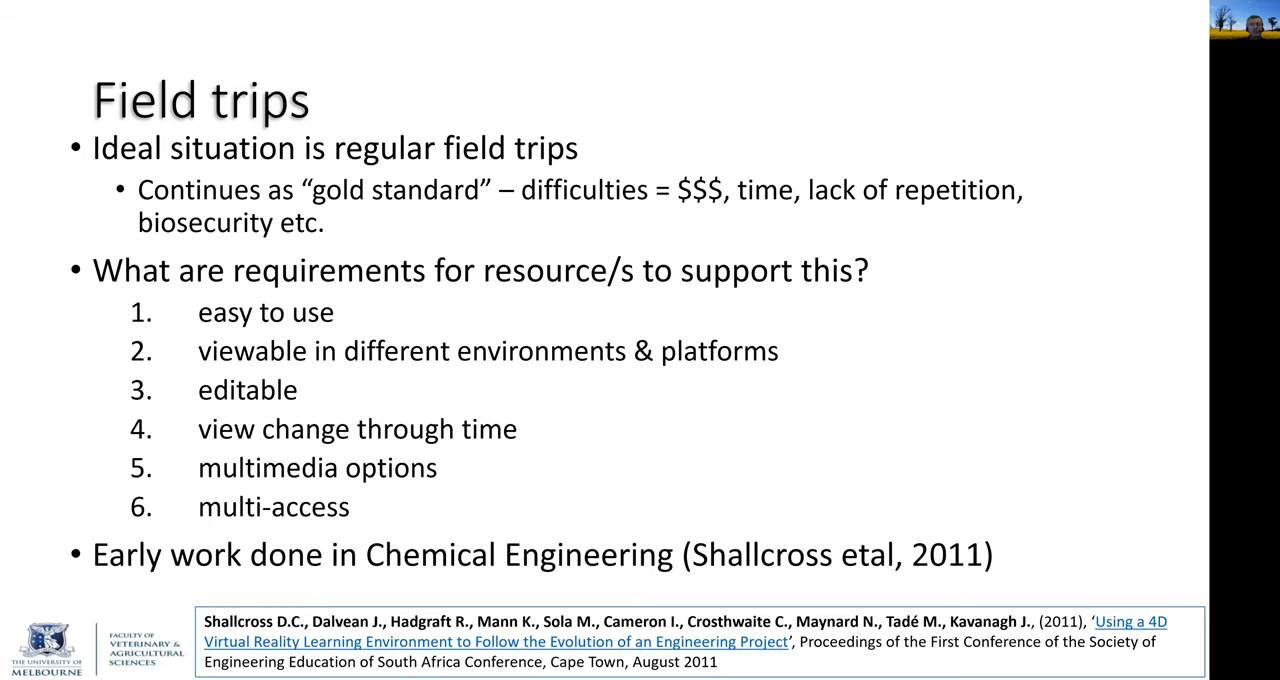 Field trips
• Ideal situation is regular field trips
• Continues as “gold standard” – difficulties = $$$, time, lack of repetition,
biosecurity etc.
• What are requirements for resource/s to support this?
1. easy to use
2. viewable in different environments & platforms
3. editable
4. view change through time
5. multimedia options
6. multi-access
• Early work done in Chemical Engineering (Shallcross etal, 2011)
Shallcross D.C., Dalvean J., Hadgraft R., Mann K., Sola M., Cameron I., Crosthwaite C., Maynard N., Tadé M., Kavanagh J., (2011), ‘Using a 4D
Virtual Reality Learning Environment to Follow the Evolution of an Engineering Project’, Proceedings of the First Conference of the Society of
Engineering Education of South Africa Conference, Cape Town, August 2011
THE UNIVERSITY OF
MELBOURNE
FACULTY OF
VETERINARY &
AGRICULTURAL
SCIENCES